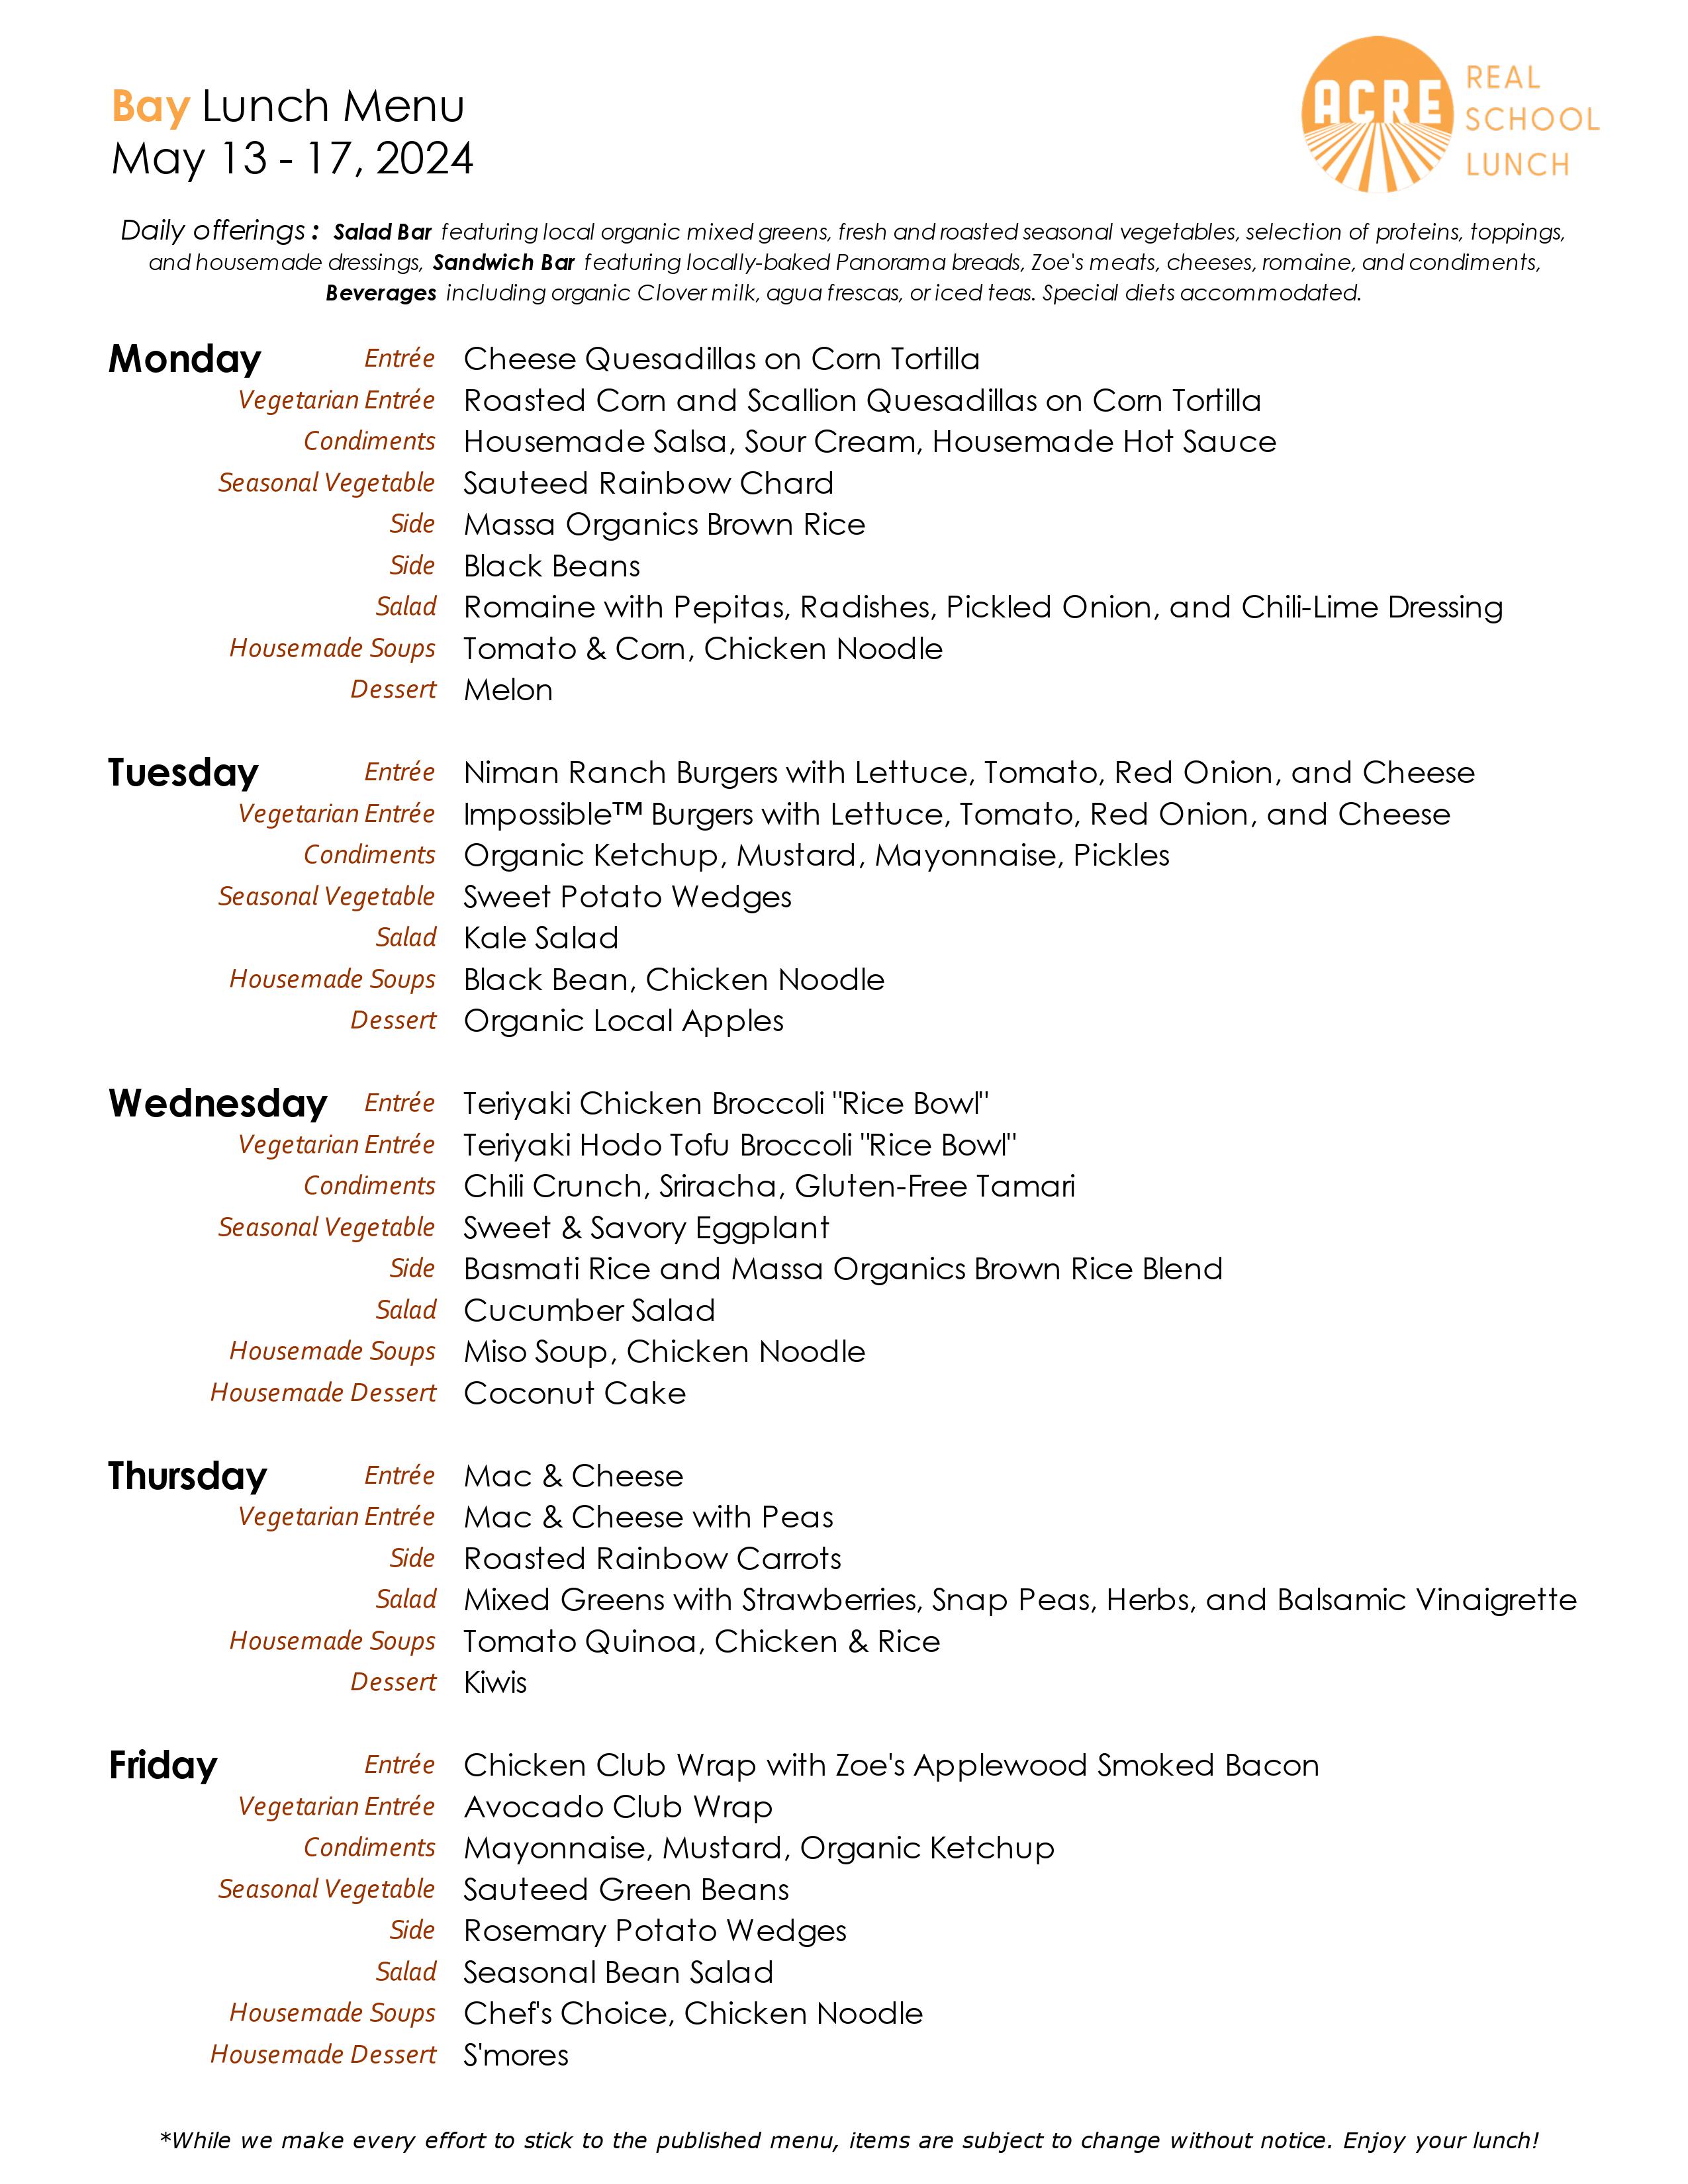 Bay Lunch Menu
May 13 - 17, 2024
ACRE
REAL
SCHOOL
LUNCH
Daily offerings : Salad Bar featuring local organic mixed greens, fresh and roasted seasonal vegetables, selection of proteins, toppings,
and housemade dressings, Sandwich Bar featuring locally-baked Panorama breads, Zoe's meats, cheeses, romaine, and condiments,
Beverages including organic Clover milk, agua frescas, or iced teas. Special diets accommodated.
Monday Entrée Cheese Quesadillas on Corn Tortilla
Vegetarian Entrée Roasted Corn and Scallion Quesadillas on Corn Tortilla
Condiments Housemade Salsa, Sour Cream, Housemade Hot Sauce
Seasonal Vegetable Sauteed Rainbow Chard
Side Massa Organics Brown Rice
Side Black Beans
Salad Romaine with Pepitas, Radishes, Pickled Onion, and Chili-Lime Dressing
Housemade Soups Tomato & Corn, Chicken Noodle
Dessert Melon
Tuesday Entrée Niman Ranch Burgers with Lettuce, Tomato, Red Onion, and Cheese
Vegetarian Entrée Impossible™ Burgers with Lettuce, Tomato, Red Onion, and Cheese
Condiments Organic Ketchup, Mustard, Mayonnaise, Pickles
Seasonal Vegetable Sweet Potato Wedges
Salad Kale Salad
Housemade Soups Black Bean, Chicken Noodle
Dessert Organic Local Apples
Wednesday Entrée Teriyaki Chicken Broccoli "Rice Bowl"
Vegetarian Entrée Teriyaki Hodo Tofu Broccoli "Rice Bowl"
Condiments Chili Crunch, Sriracha, Gluten-Free Tamari
Seasonal Vegetable Sweet & Savory Eggplant
Side Basmati Rice and Massa Organics Brown Rice Blend
Salad Cucumber Salad
Housemade Soups Miso Soup, Chicken Noodle
Housemade Dessert Coconut Cake
Thursday Entrée Mac & Cheese
Vegetarian Entrée Mac & Cheese with Peas
Side Roasted Rainbow Carrots
Salad Mixed Greens with Strawberries, Snap Peas, Herbs, and Balsamic Vinaigrette
Housemade Soups Tomato Quinoa, Chicken & Rice
Dessert Kiwis
Friday Entrée Chicken Club Wrap with Zoe's Applewood Smoked Bacon
Vegetarian Entrée Avocado Club Wrap
Condiments Mayonnaise, Mustard, Organic Ketchup
Seasonal Vegetable Sauteed Green Beans
Side Rosemary Potato Wedges
Salad Seasonal Bean Salad
Housemade Soups Chef's Choice, Chicken Noodle
Housemade Dessert S'mores
*While we make every effort to stick to the published menu, items are subject to change without notice. Enjoy your lunch!